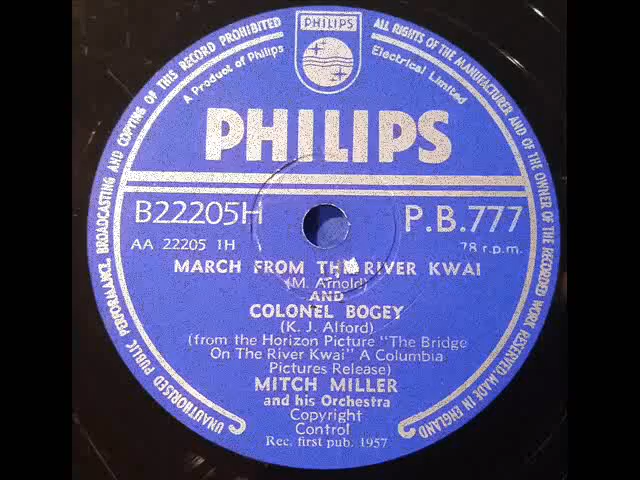 UNAUTHORISED PUBLIC PERFORMANCE, BROADCASTING AND COPYING OF THIS RECORD PROHIBITED
ALL RIGHTS OF THE MANUFACTURER AND OF THE OWNER OF THE RECORDED WORK RESERVED. MADE IN ENGLAND
PHILIPS
A Product of Philips Electrical Limited
PHILIPS
B22205H P.B.777
AA 22205 1H 78 r.p.m.
MARCH FROM THE RIVER KWAI
(M. Arnold)
AND
COLONEL BOGEY
(K. J. Alford)
(from the Horizon Picture "The Bridge
On The River Kwai" A Columbia
Pictures Release)
MITCH MILLER
and his Orchestra
Copyright
Control
Rec. first pub. 1957